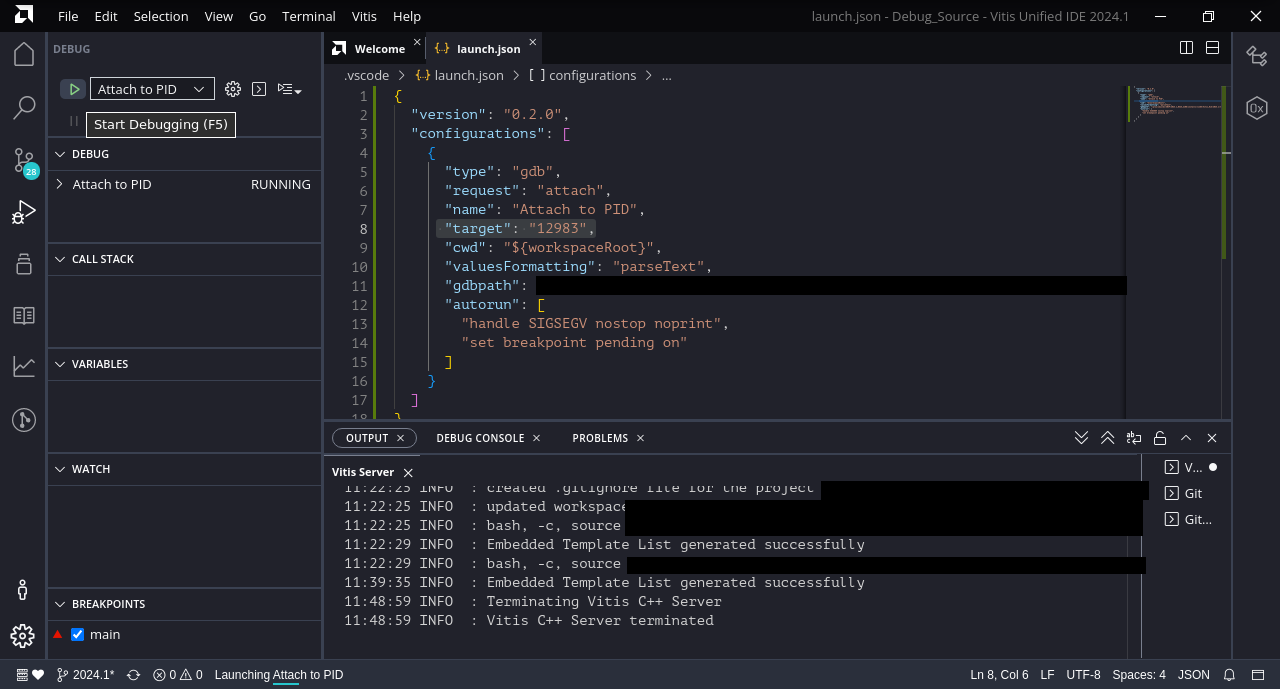 File Edit Selection View Go Terminal Vitis Help launch.json - Debug_Source - Vitis Unified IDE 2024.1
DEBUG
Attach to PID
Start Debugging (F5)
DEBUG
Attach to PID RUNNING
CALL STACK
VARIABLES
WATCH
BREAKPOINTS
main
28
Welcome launch.json
.vscode > {..} launch.json > [ ] configurations > ...
1 {
2 "version": "0.2.0",
3 "configurations": [
4 {
5 "type": "gdb",
6 "request": "attach",
7 "name": "Attach to PID",
8 "target": "12983",
9 "cwd": "${workspaceRoot}",
10 "valuesFormatting": "parseText",
11 "gdbpath":
12 "autorun": [
13 "handle SIGSEGV nostop noprint",
14 "set breakpoint pending on"
15 ]
16 }
17 ]
18 }
OUTPUT DEBUG CONSOLE PROBLEMS
Vitis Server
11:22:25 INFO : created .gitignore file for the project
11:22:25 INFO : updated workspace
11:22:25 INFO : bash, -c, source
11:22:29 INFO : Embedded Template List generated successfully
11:22:29 INFO : bash, -c, source
11:39:35 INFO : Embedded Template List generated successfully
11:48:59 INFO : Terminating Vitis C++ Server
11:48:59 INFO : Vitis C++ Server terminated
V...
Git
Git...
0x
2024.1* 0 0 Launching Attach to PID Ln 8, Col 6 LF UTF-8 Spaces: 4 JSON